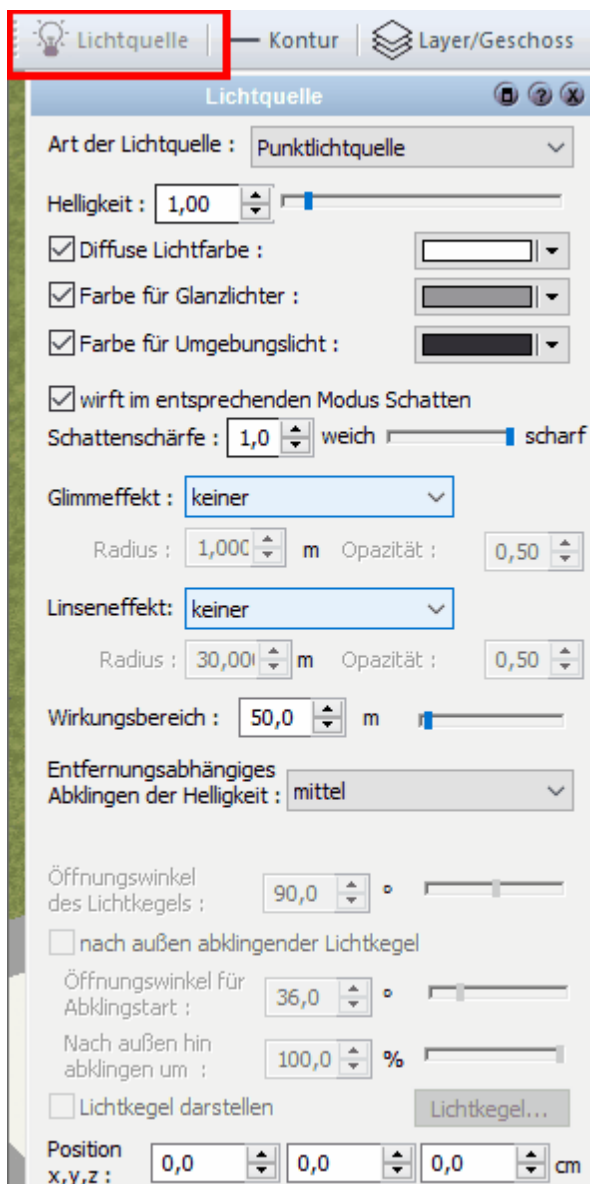 Lichtquelle Kontur Layer/Geschoss
Lichtquelle
Art der Lichtquelle : Punktlichtquelle
Helligkeit : 1,00
Diffuse Lichtfarbe :
Farbe für Glanzlichter :
Farbe für Umgebungslicht :
wirft im entsprechenden Modus Schatten
Schattenschärfe : 1,0 weich scharf
Glimmeffekt : keiner
Radius : 1,000 m Opazität : 0,50
Linseneffekt: keiner
Radius : 30,00 m Opazität : 0,50
Wirkungsbereich : 50,0 m
Entfernungsabhängiges
Abklingen der Helligkeit : mittel
Öffnungswinkel
des Lichtkegels : 90,0 °
nach außen abklingender Lichtkegel
Öffnungswinkel für
Abklingstart : 36,0 °
Nach außen hin
abklingen um : 100,0 %
Lichtkegel darstellen Lichtkegel...
Position
x,y,z : 0,0 0,0 0,0 cm